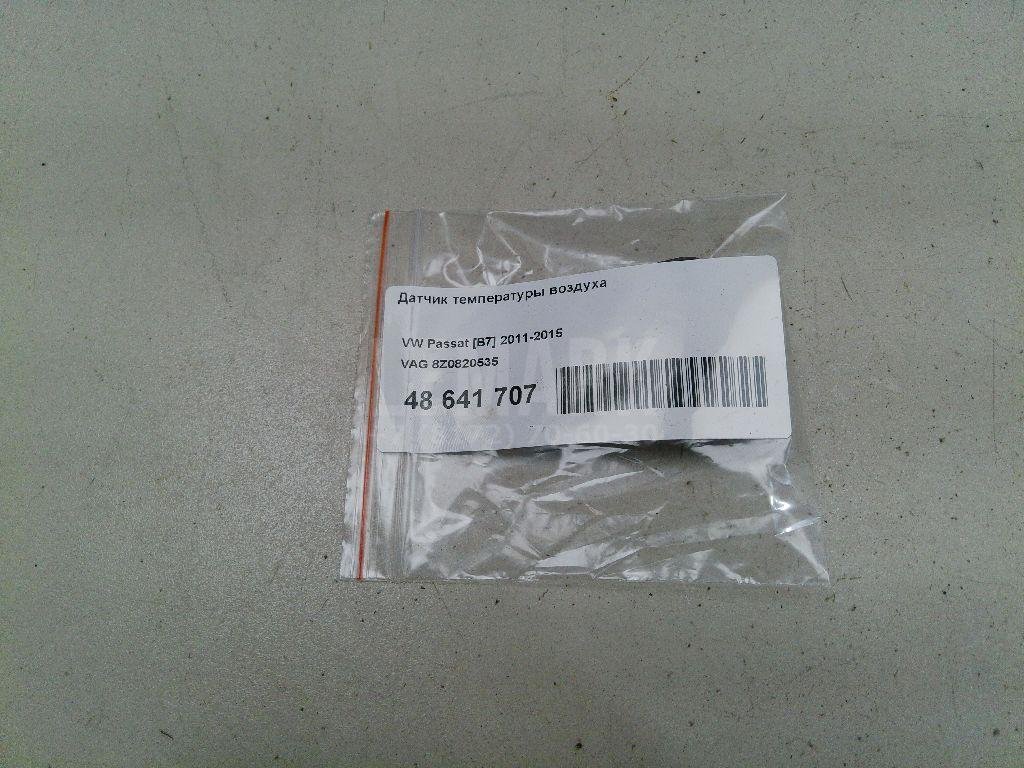 Датчик температуры воздуха
VW Passat [B7] 2011-2015
VAG 8Z0820535
48 641 707